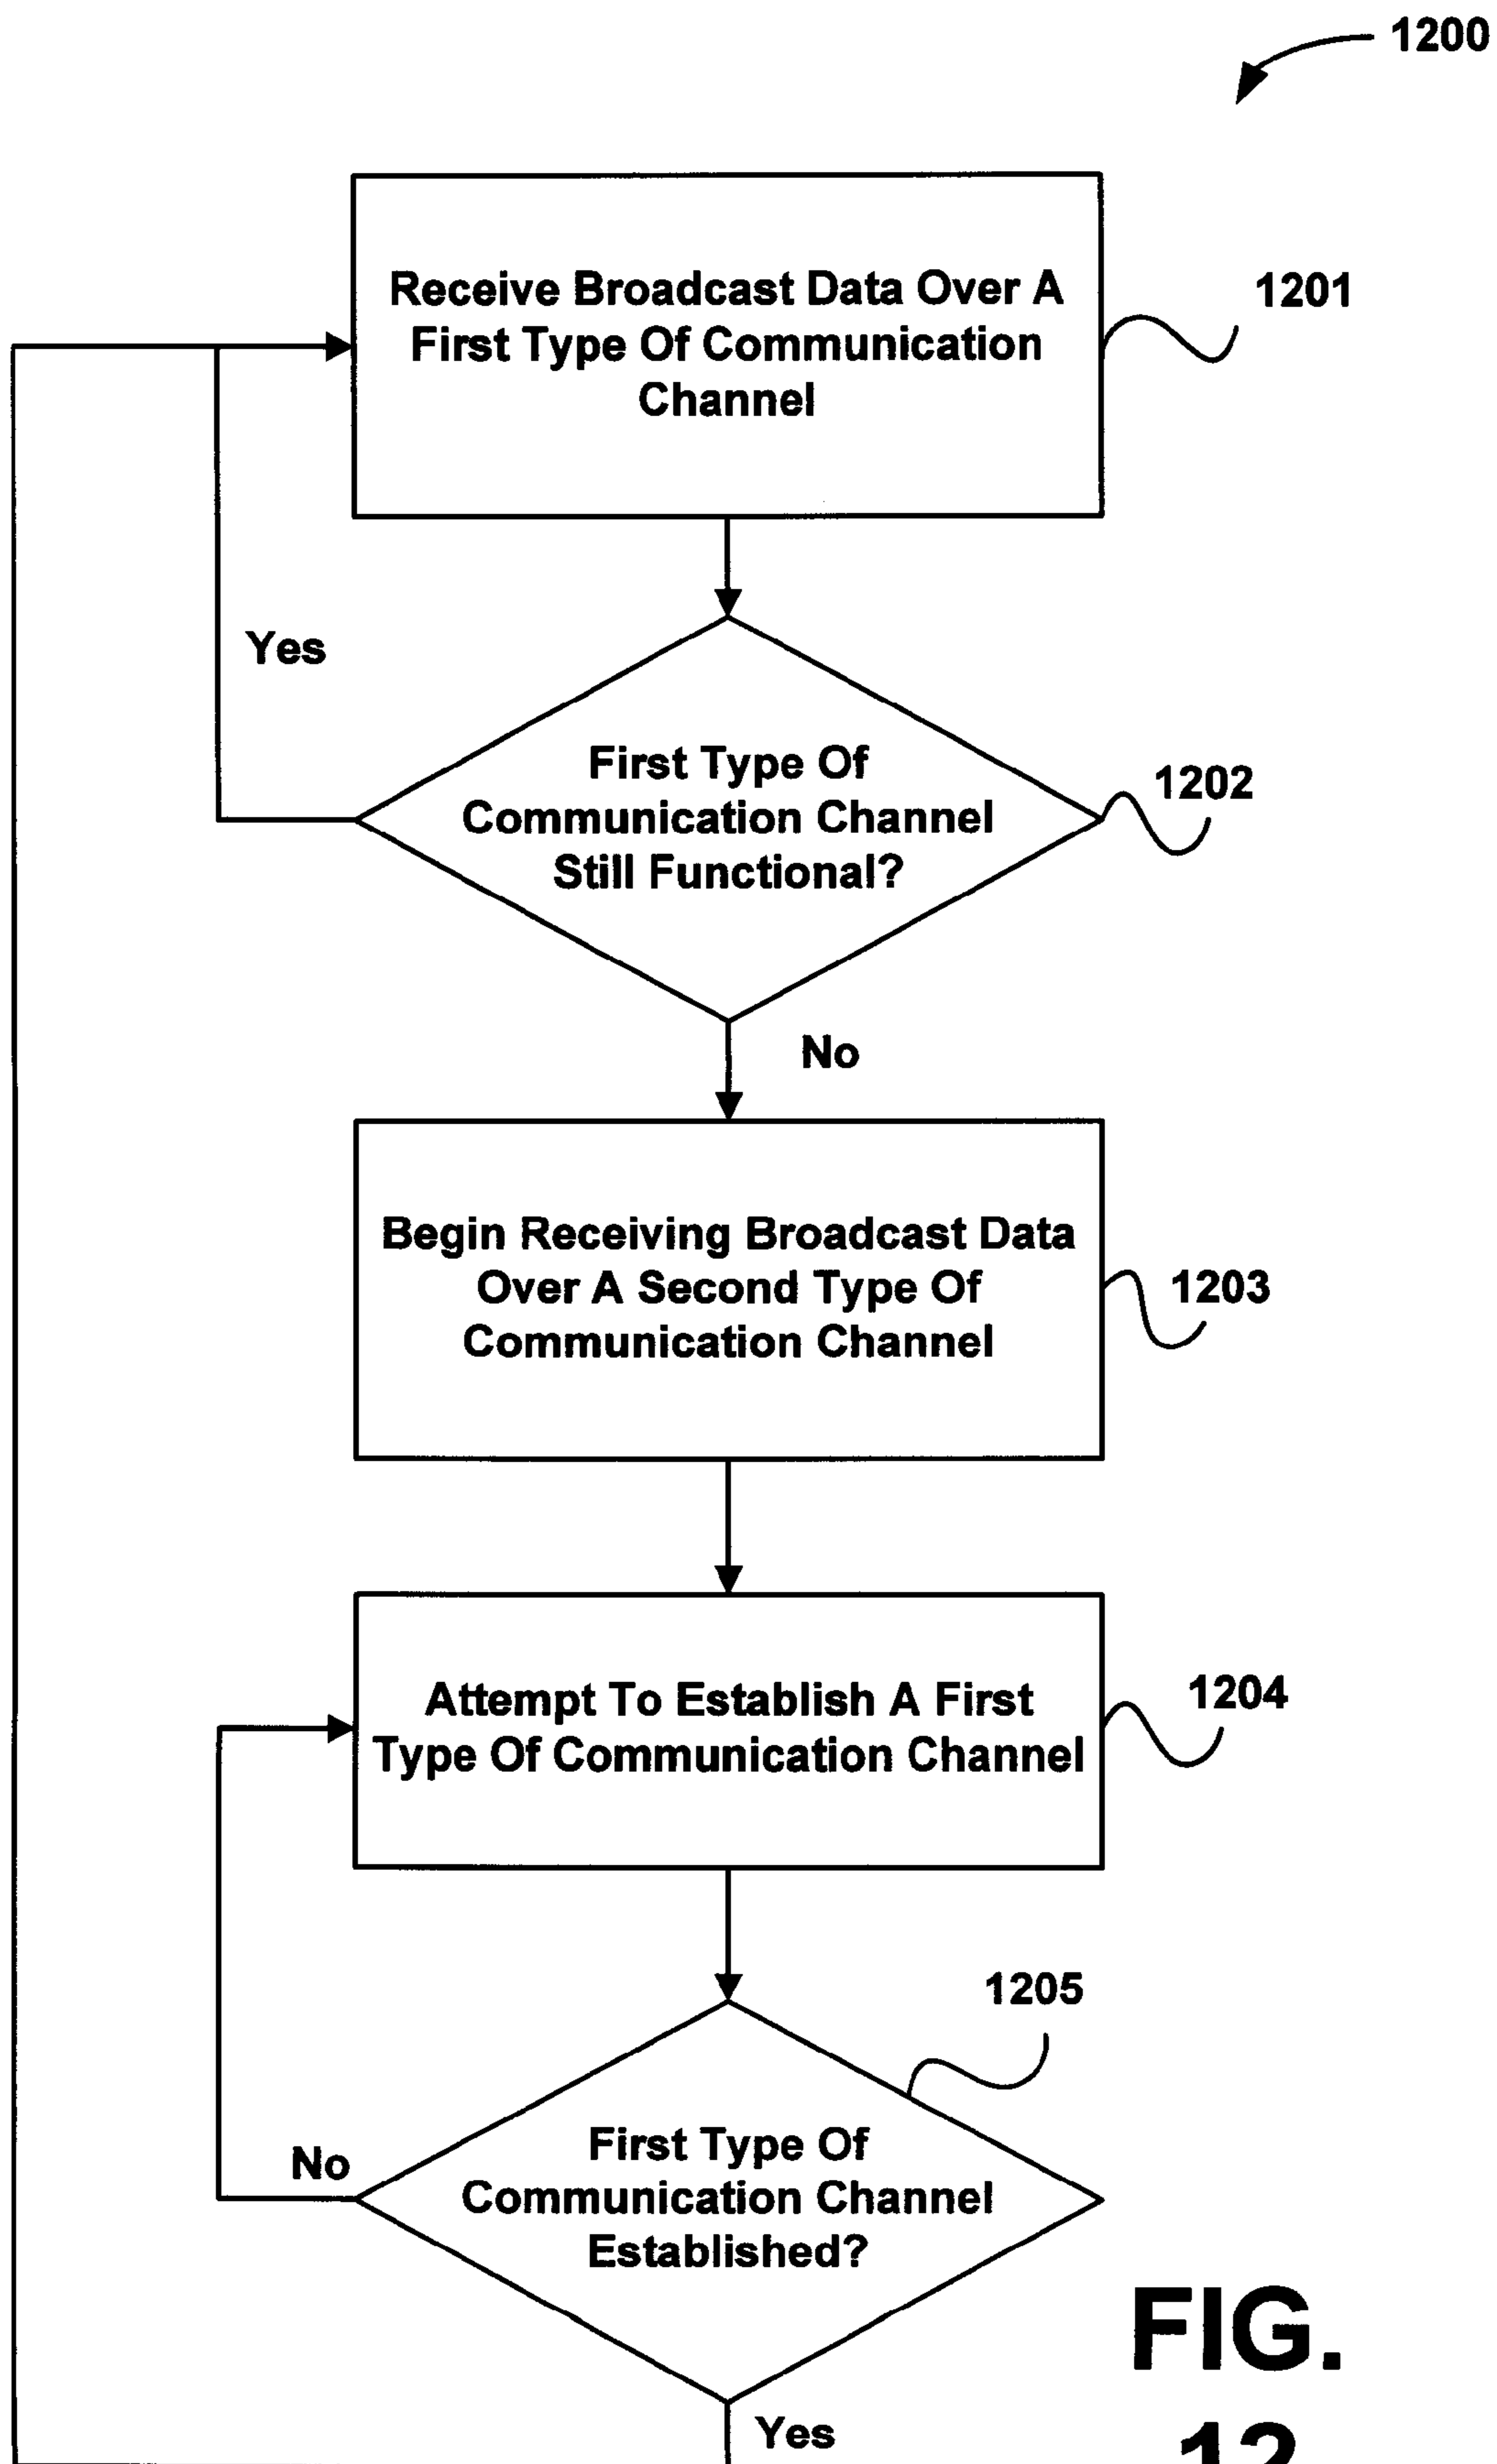 1200
Receive Broadcast Data Over A
First Type Of Communication
Channel
1201
Yes
First Type Of
Communication Channel
Still Functional?
1202
No
Begin Receiving Broadcast Data
Over A Second Type Of
Communication Channel
1203
Attempt To Establish A First
Type Of Communication Channel
1204
1205
No
First Type Of
Communication Channel
Established?
Yes
FIG.
12